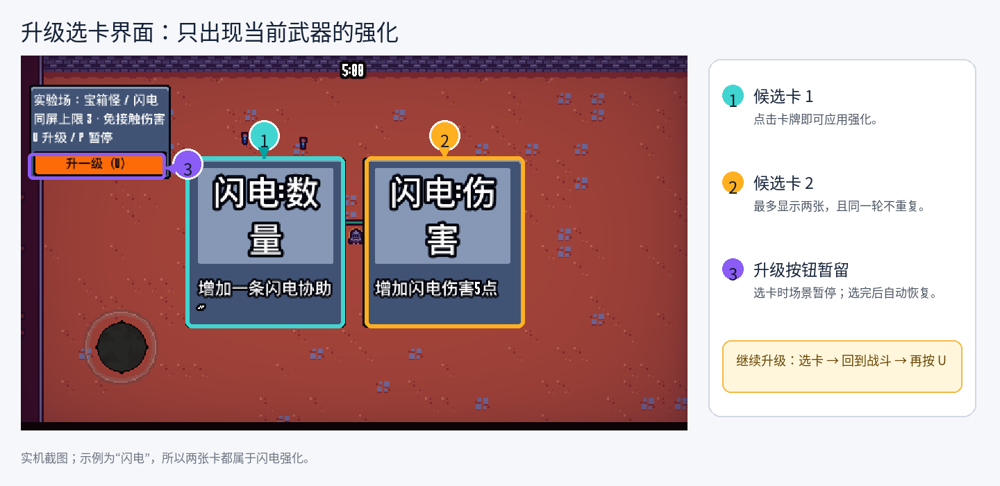 升级选卡界面：只出现当前武器的强化
5:00
实验场：宝箱怪 / 闪电
同屏上限 3 · 免接触伤害
U 升级 / P 暂停
升一级 (U)
3
1
2
闪电:数
量
增加一条闪电协助
闪电:伤
害
增加闪电伤害5点
1
候选卡 1
点击卡牌即可应用强化。
2
候选卡 2
最多显示两张，且同一轮不重复。
3
升级按钮暂留
选卡时场景暂停；选完后自动恢复。
继续升级：选卡 → 回到战斗 → 再按 U
实机截图；示例为“闪电”，所以两张卡都属于闪电强化。